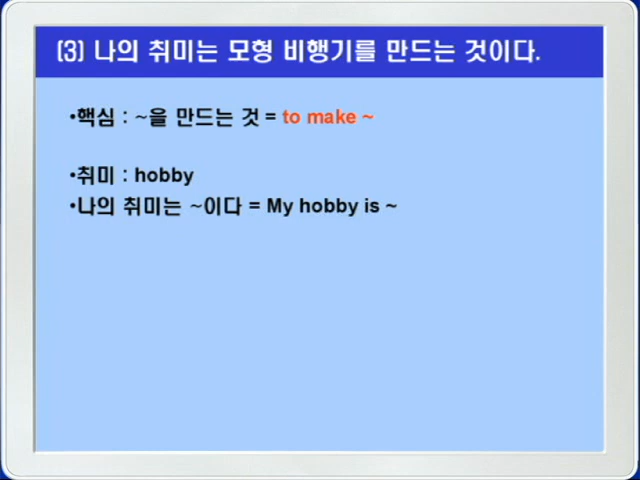 (3) 나의 취미는 모형 비행기를 만드는 것이다.
•핵심 : ~을 만드는 것 = to make ~
•취미 : hobby
•나의 취미는 ~이다 = My hobby is ~